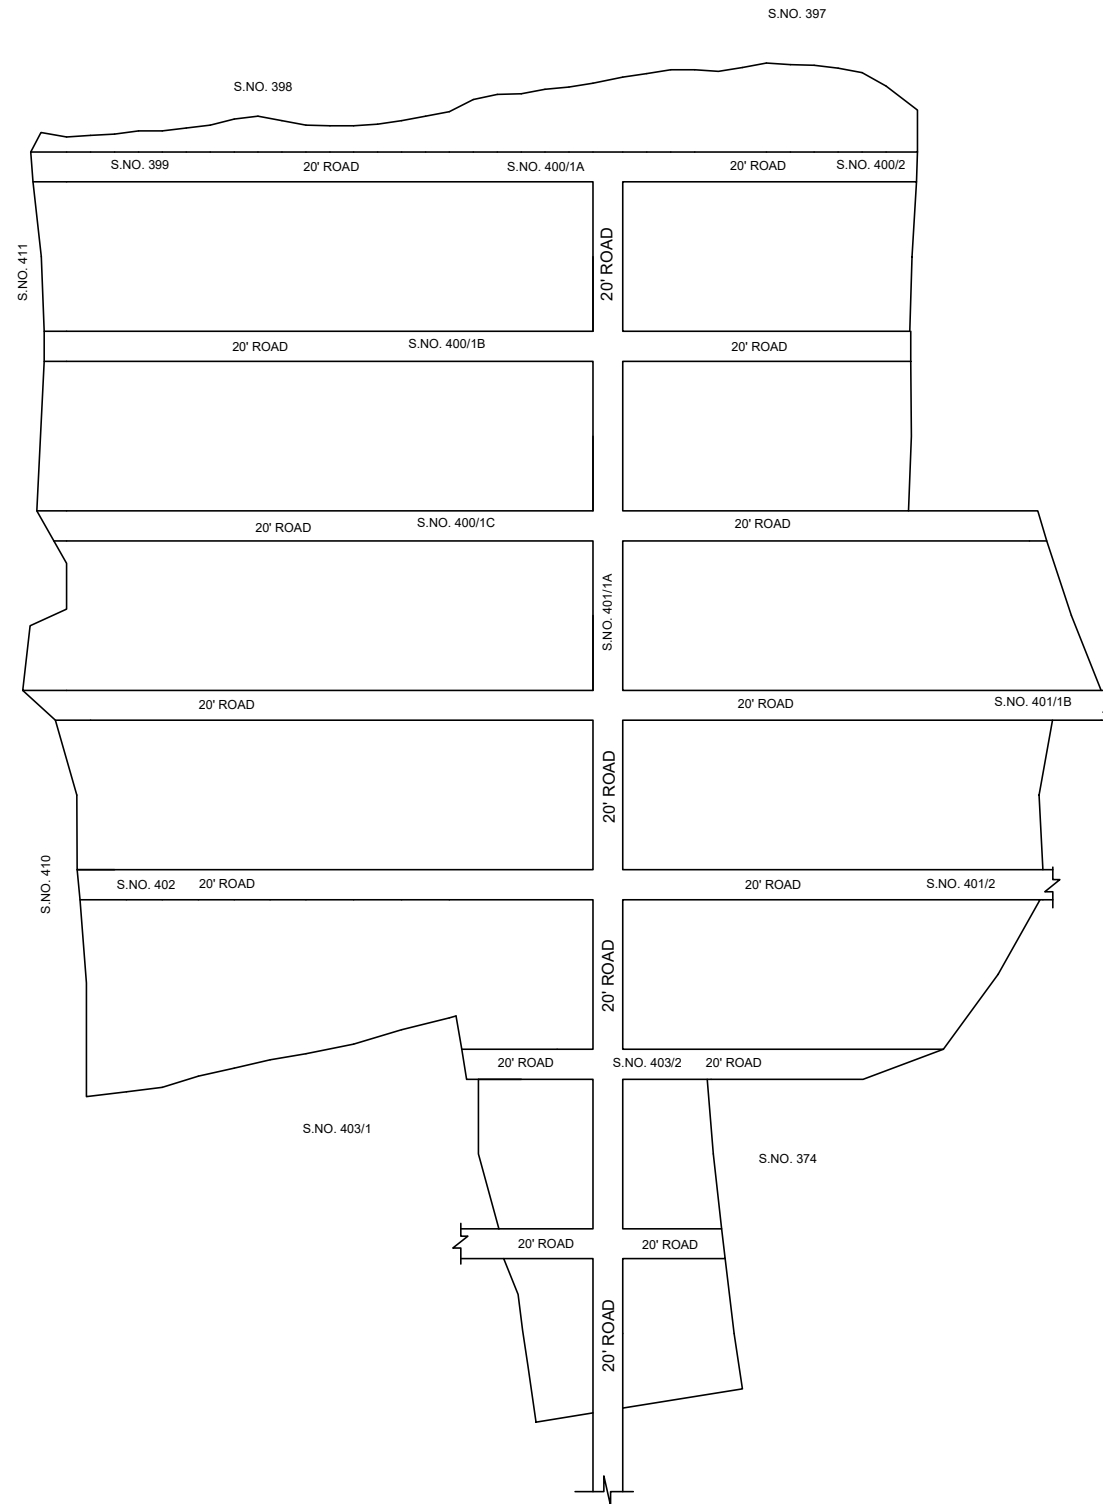 S.NO. 397
S.NO. 398
S.NO. 399
20' ROAD
S.NO. 400/1A
20' ROAD
S.NO. 400/2
S.NO. 411
20' ROAD
20' ROAD
S.NO. 400/1B
20' ROAD
20' ROAD
S.NO. 400/1C
20' ROAD
S.NO. 401/1A
20' ROAD
20' ROAD
S.NO. 401/1B
20' ROAD
S.NO. 410
S.NO. 402
20' ROAD
20' ROAD
S.NO. 401/2
20' ROAD
20' ROAD
S.NO. 403/2
20' ROAD
S.NO. 403/1
S.NO. 374
20' ROAD
20' ROAD
20' ROAD